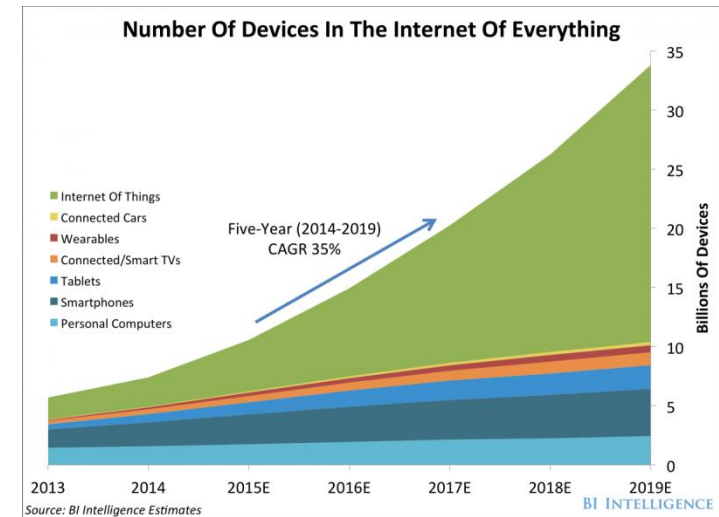 Number Of Devices In The Internet Of Everything
35
30
25
20
15
10
5
0
Billions Of Devices
Internet Of Things
Connected Cars
Wearables
Connected/Smart TVs
Tablets
Smartphones
Personal Computers
Five-Year (2014-2019)
CAGR 35%
2013 2014 2015E 2016E 2017E 2018E 2019E
Source: BI Intelligence Estimates
BI INTELLIGENCE